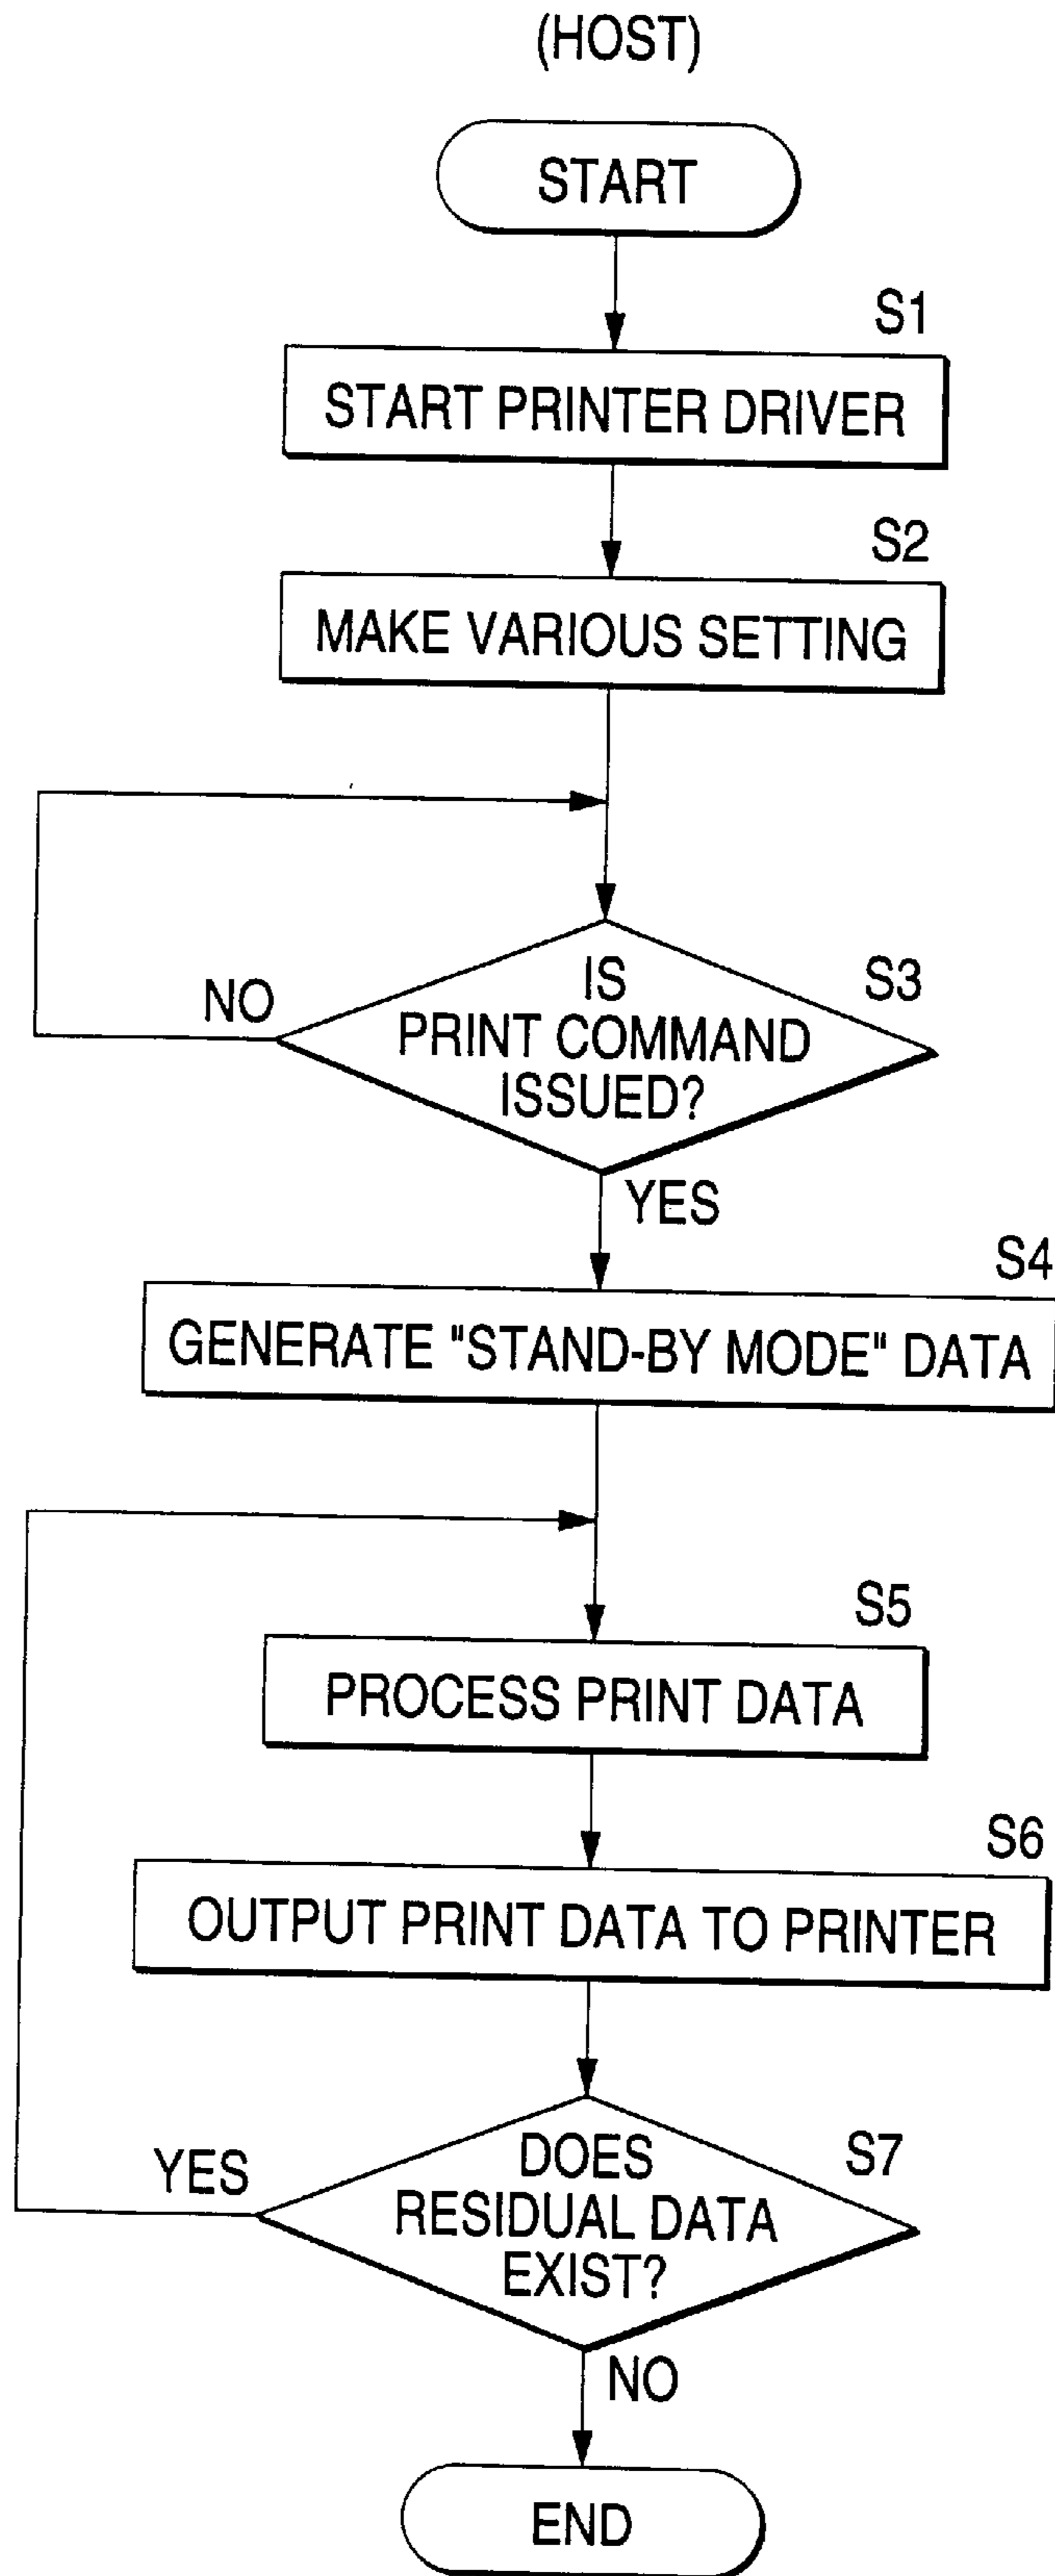 (HOST)
START
S1
START PRINTER DRIVER
S2
MAKE VARIOUS SETTING
NO
IS
PRINT COMMAND
ISSUED?
S3
YES
S4
GENERATE "STAND-BY MODE" DATA
S5
PROCESS PRINT DATA
S6
OUTPUT PRINT DATA TO PRINTER
YES
DOES
RESIDUAL DATA
EXIST?
S7
NO
END